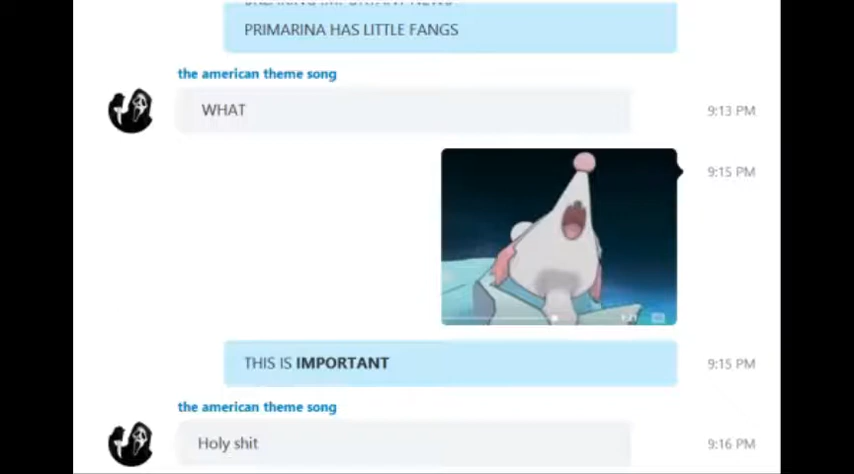 PRIMARINA HAS LITTLE FANGS
the american theme song
WHAT
9:13 PM
9:15 PM
THIS IS IMPORTANT
9:15 PM
the american theme song
Holy shit
9:16 PM